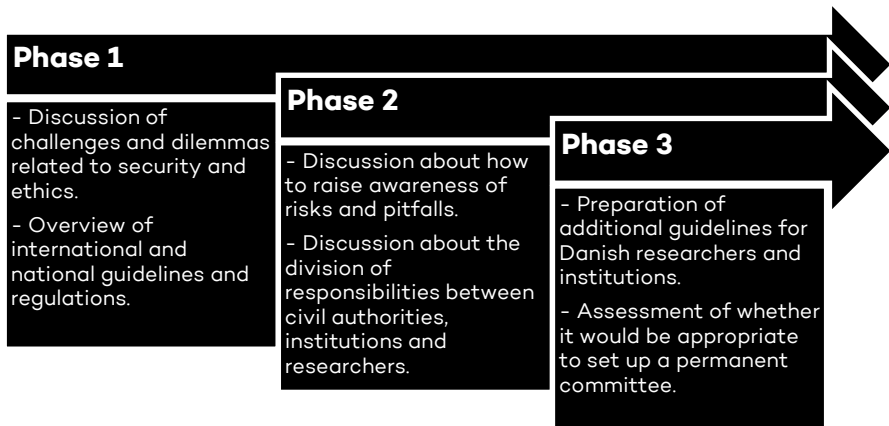 Phase 1
- Discussion of
challenges and dilemmas
related to security and
ethics.
- Overview of
international and
national guidelines and
regulations.
Phase 2
- Discussion about how
to raise awareness of
risks and pitfalls.
- Discussion about the
division of
responsibilities between
civil authorities,
institutions and
researchers.
Phase 3
- Preparation of
additional guidelines for
Danish researchers and
institutions.
- Assessment of whether
it would be appropriate
to set up a permanent
committee.